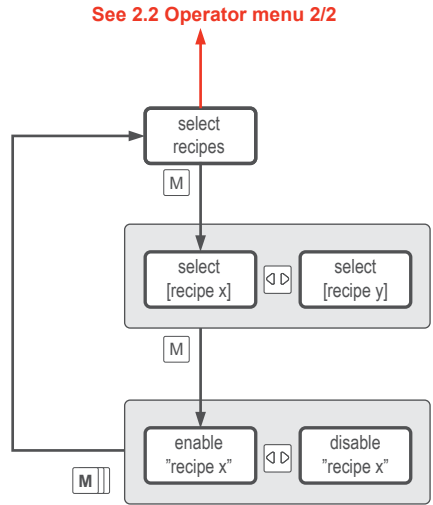 See 2.2 Operator menu 2/2
select
recipes
M
select
[recipe x]
select
[recipe y]
M
enable
”recipe x”
disable
”recipe x”
M